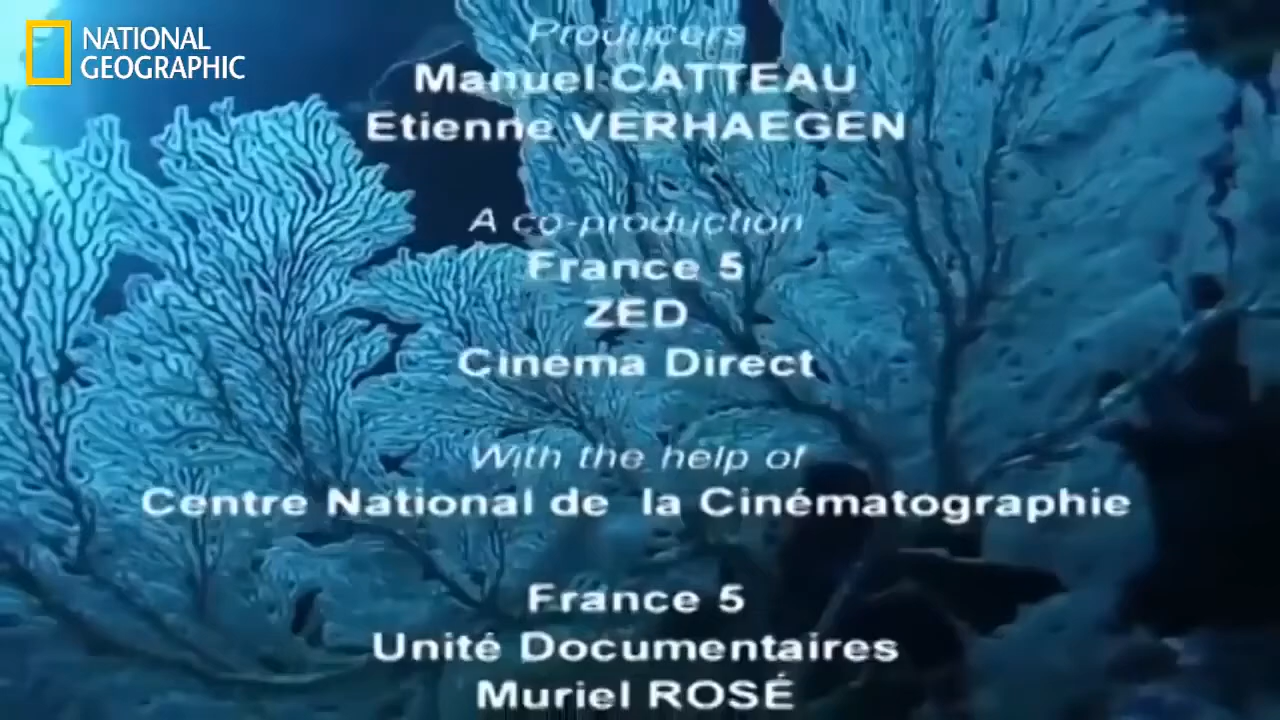 NATIONAL
GEOGRAPHIC
Producers
Manuel CATTEAU
Etienne VERHAEGEN
A co-production
France 5
ZED
Cinéma Direct
With the help of
Centre National de la Cinématographie
France 5
Unité Documentaires
Muriel ROSÉ